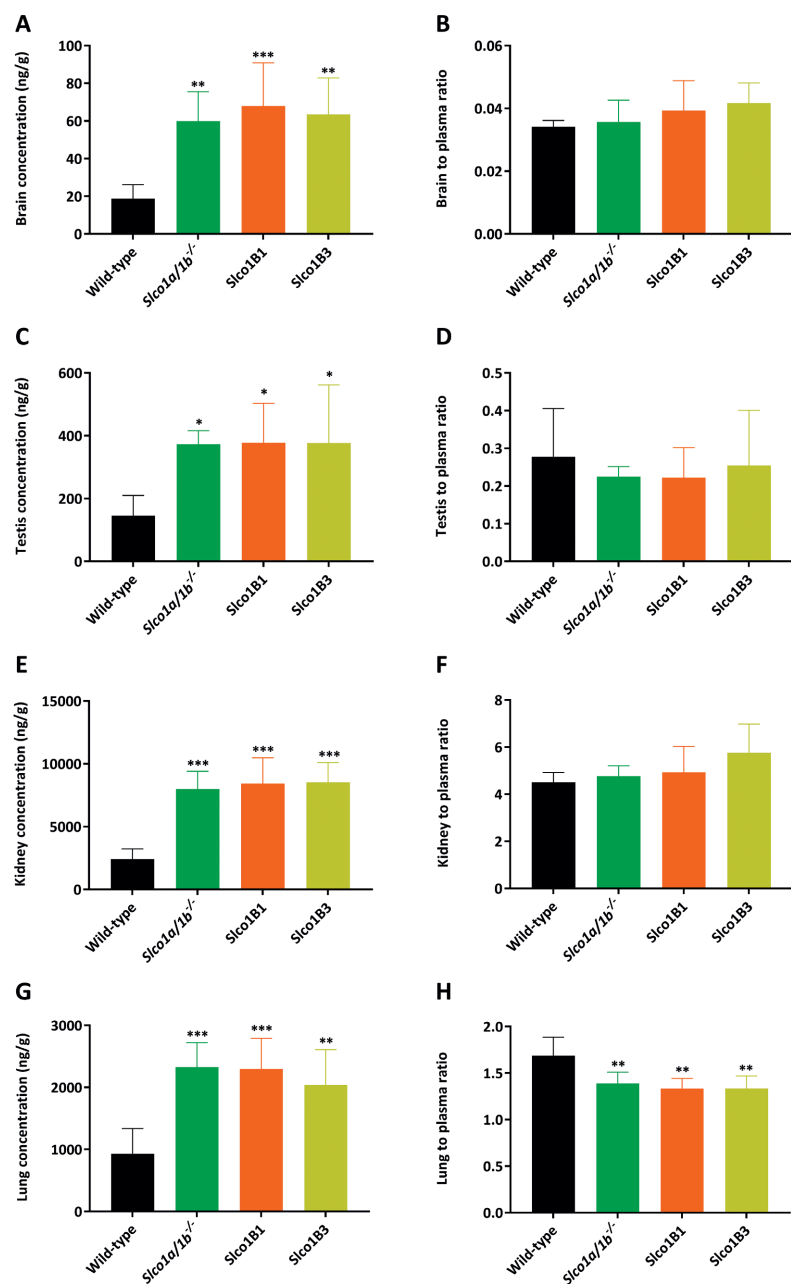 A
Brain concentration (ng/g)
100
80
60
40
20
0
**
***
**
Wild-type
Slco1a/1b-/-
Slco1B1
Slco1B3
B
Brain to plasma ratio
0.06
0.04
0.02
0.00
Wild-type
Slco1a/1b-/-
Slco1B1
Slco1B3
C
Testis concentration (ng/g)
600
400
200
0
*
*
*
Wild-type
Slco1a/1b-/-
Slco1B1
Slco1B3
D
Testis to plasma ratio
0.5
0.4
0.3
0.2
0.1
0.0
Wild-type
Slco1a/1b-/-
Slco1B1
Slco1B3
E
Kidney concentration (ng/g)
15000
10000
5000
0
***
***
***
Wild-type
Slco1a/1b-/-
Slco1B1
Slco1B3
F
Kidney to plasma ratio
8
6
4
2
0
Wild-type
Slco1a/1b-/-
Slco1B1
Slco1B3
G
Lung concentration (ng/g)
3000
2000
1000
0
***
***
**
Wild-type
Slco1a/1b-/-
Slco1B1
Slco1B3
H
Lung to plasma ratio
2.0
1.5
1.0
0.5
0.0
**
**
**
Wild-type
Slco1a/1b-/-
Slco1B1
Slco1B3